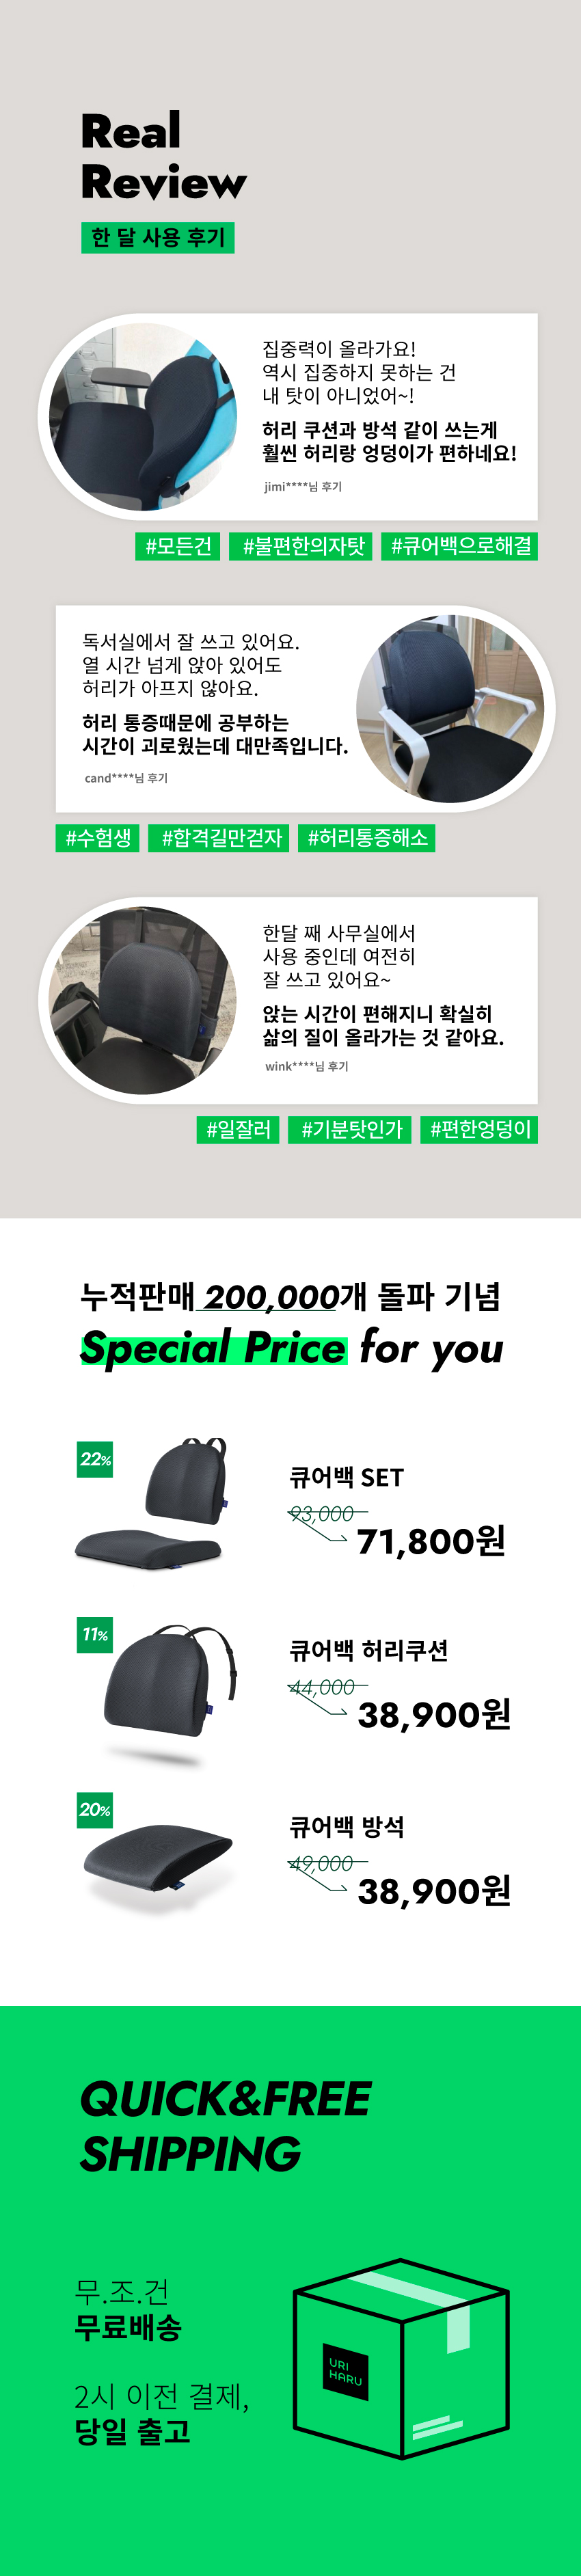 Real
Review
한 달 사용 후기
집중력이 올라가요!
역시 집중하지 못하는 건
내 탓이 아니었어~!
허리 쿠션과 방석 같이 쓰는게
훨씬 허리랑 엉덩이가 편하네요!
jimi****님 후기
#모든건 #불편한의자탓 #큐어백으로해결
독서실에서 잘 쓰고 있어요.
열 시간 넘게 앉아 있어도
허리가 아프지 않아요.
허리 통증때문에 공부하는
시간이 괴로웠는데 대만족입니다.
cand****님 후기
#수험생 #합격길만걷자 #허리통증해소
한달 째 사무실에서
사용 중인데 여전히
잘 쓰고 있어요~
앉는 시간이 편해지니 확실히
삶의 질이 올라가는 것 같아요.
wink****님 후기
#일잘러 #기분탓인가 #편한엉덩이
누적판매 200,000개 돌파 기념
Special Price for you
22%
큐어백 SET
93,000
71,800원
11%
큐어백 허리쿠션
44,000
38,900원
20%
큐어백 방석
49,000
38,900원
QUICK&FREE
SHIPPING
무.조.건
무료배송
2시 이전 결제,
당일 출고
URI
HARU